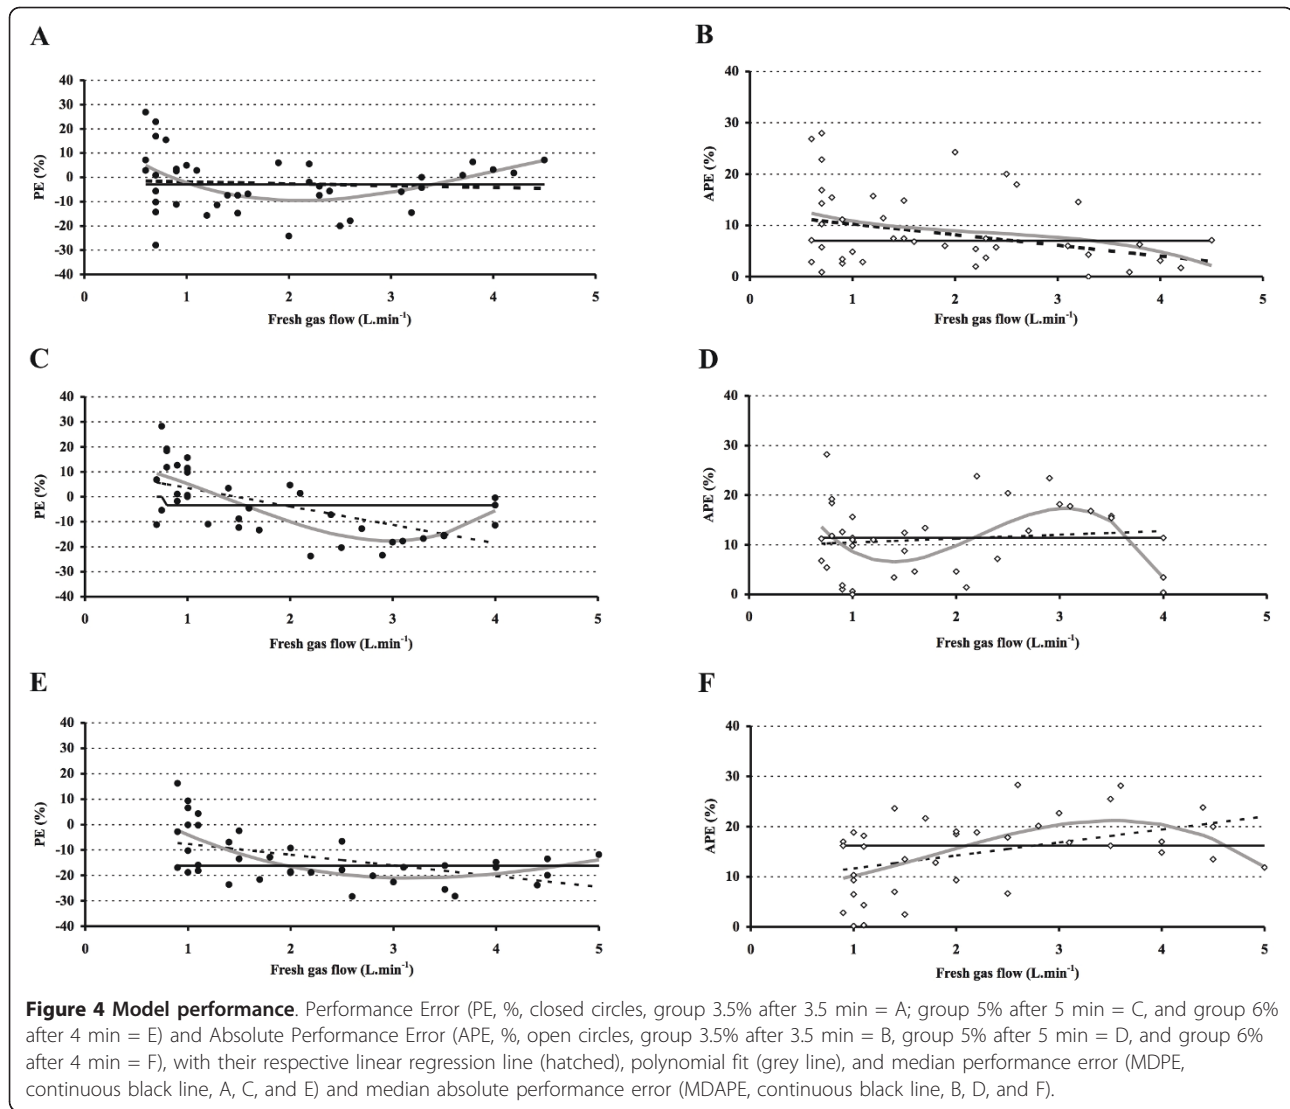 A
40
30
20
10
0
-10
-20
-30
-40
PE (%)
0 1 2 3 4 5
Fresh gas flow (L.min-1)
B
40
30
20
10
0
APE (%)
0 1 2 3 4 5
Fresh gas flow (L.min-1)
C
40
30
20
10
0
-10
-20
-30
-40
PE (%)
0 1 2 3 4 5
Fresh gas flow (L.min-1)
D
40
30
20
10
0
APE (%)
0 1 2 3 4 5
Fresh gas flow (L.min-1)
E
40
30
20
10
0
-10
-20
-30
-40
PE (%)
0 1 2 3 4 5
Fresh gas flow (L.min-1)
F
40
30
20
10
0
APE (%)
0 1 2 3 4 5
Fresh gas flow (L.min-1)
Figure 4 Model performance. Performance Error (PE, %, closed circles, group 3.5% after 3.5 min = A; group 5% after 5 min = C, and group 6%
after 4 min = E) and Absolute Performance Error (APE, %, open circles, group 3.5% after 3.5 min = B, group 5% after 5 min = D, and group 6%
after 4 min = F), with their respective linear regression line (hatched), polynomial fit (grey line), and median performance error (MDPE,
continuous black line, A, C, and E) and median absolute performance error (MDAPE, continuous black line, B, D, and F).